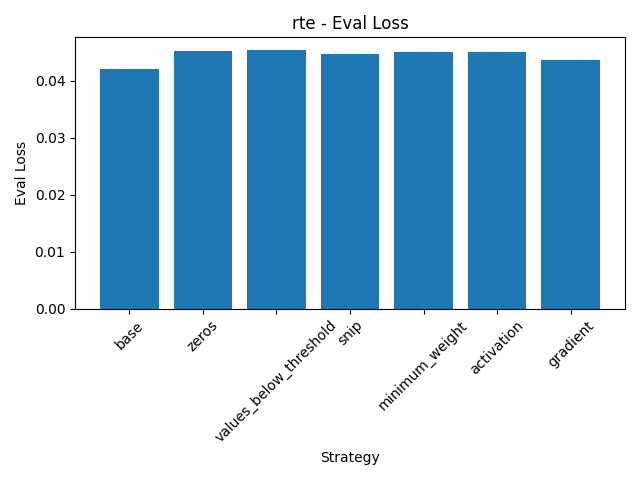 rte - Eval Loss
Eval Loss
0.04
0.03
0.02
0.01
0.00
base
zeros
values_below_threshold
snip
minimum_weight
activation
gradient
Strategy